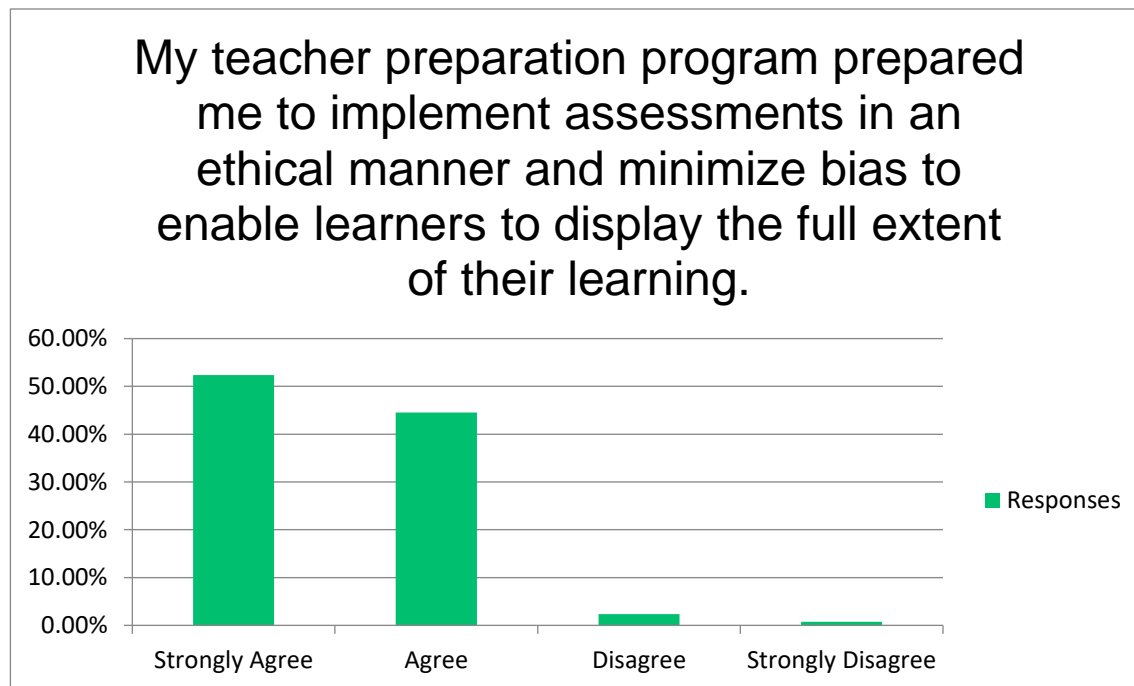 My teacher preparation program prepared
me to implement assessments in an
ethical manner and minimize bias to
enable learners to display the full extent
of their learning.
60.00%
50.00%
40.00%
30.00%
20.00%
10.00%
0.00%
Strongly Agree
Agree
Disagree
Strongly Disagree
Responses